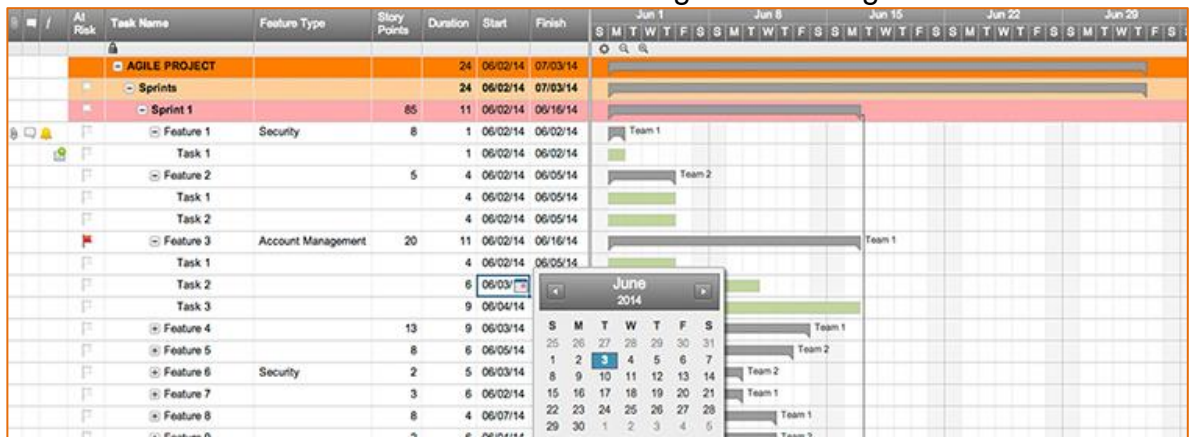 At Risk Task Name Feature Type Story Points Duration Start Finish Jun 1 Jun 8 Jun 15 Jun 22 Jun 29
S M T W T F S S M T W T F S S M T W T F S S M T W T F S S M T W T F S
AGILE PROJECT 24 06/02/14 07/03/14
Sprints 24 06/02/14 07/03/14
Sprint 1 85 11 06/02/14 06/16/14
Feature 1 Security 8 1 06/02/14 06/02/14 Team 1
Task 1 1 06/02/14 06/02/14
Feature 2 5 4 06/02/14 06/05/14 Team 2
Task 1 4 06/02/14 06/05/14
Task 2 4 06/02/14 06/05/14
Feature 3 Account Management 20 11 06/02/14 06/16/14 Team 1
Task 1 4 06/02/14 06/05/14
Task 2 6 06/03/
June
2014
Task 3 9 06/04/14
S M T W T F S
Feature 4 13 9 06/03/14 Team 1
25 26 27 28 29 30 31
Feature 5 8 6 06/05/14 Team 2
1 2 3 4 5 6 7
Feature 6 Security 2 5 06/03/14 Team 2
8 9 10 11 12 13 14
Feature 7 3 6 06/02/14 Team 1
15 16 17 18 19 20 21
Feature 8 8 4 06/07/14 Team 1
22 23 24 25 26 27 28
29 30 1 2 3 4 5